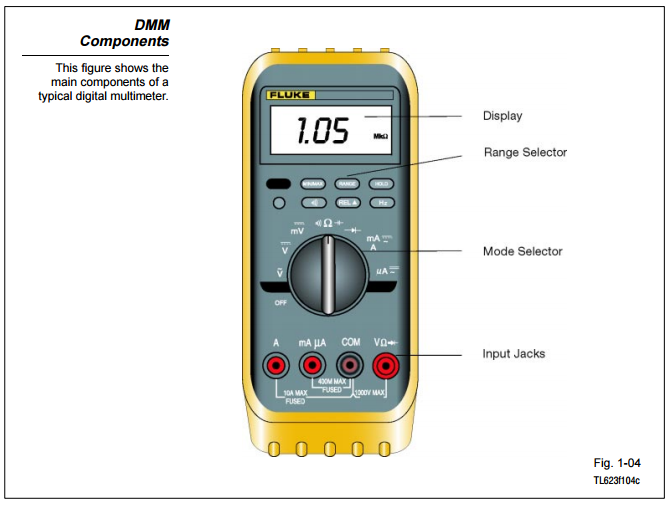 DMM
Components
This figure shows the
main components of a
typical digital multimeter.
FLUKE
1.05
MkΩ
Display
Range Selector
MIN/MAX
RANGE
HOLD
REL Δ
Hz
mV
Ω
mA
A
V
Mode Selector
Ṽ
µA
OFF
A
mA µA
COM
VΩ
Input Jacks
400M MAX
FUSED
10A MAX
FUSED
1000V MAX
Fig. 1-04
TL623f104c